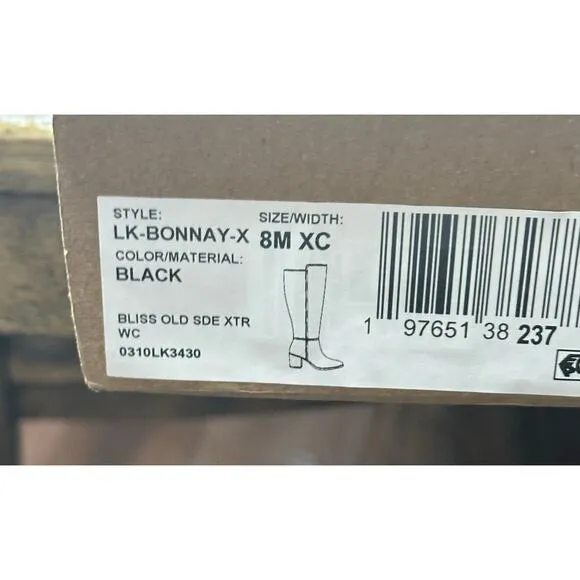 STYLE:
LK-BONNAY-X
SIZE/WIDTH:
8M XC
COLOR/MATERIAL:
BLACK
BLISS OLD SDE XTR
WC
0310LK3430
1 97651 38 237